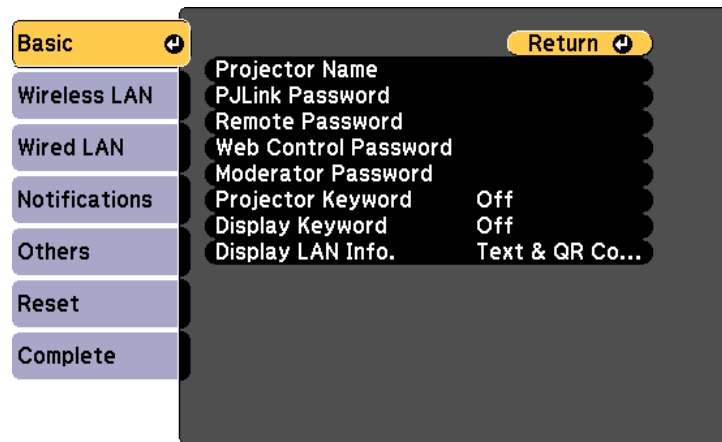 Basic
Wireless LAN
Wired LAN
Notifications
Others
Reset
Complete
Return
Projector Name
PJLink Password
Remote Password
Web Control Password
Moderator Password
Projector Keyword Off
Display Keyword Off
Display LAN Info. Text & QR Co...